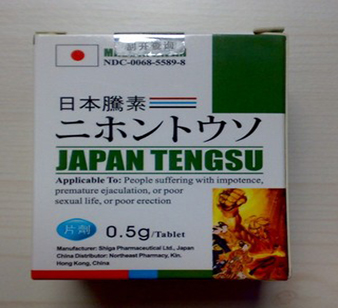 NDC-0068-5589-8
日本騰素
ニホントウソ
JAPAN TENGSU
Applicable To: People suffering with impotence,
premature ejaculation, or poor
sexual life, or poor erection
片劑 0.5g/Tablet
Manufacturer: Shiga Pharmaceutical Ltd., Japan
China Distributor: Northeast Pharmacy, Kln.
Hong Kong, China